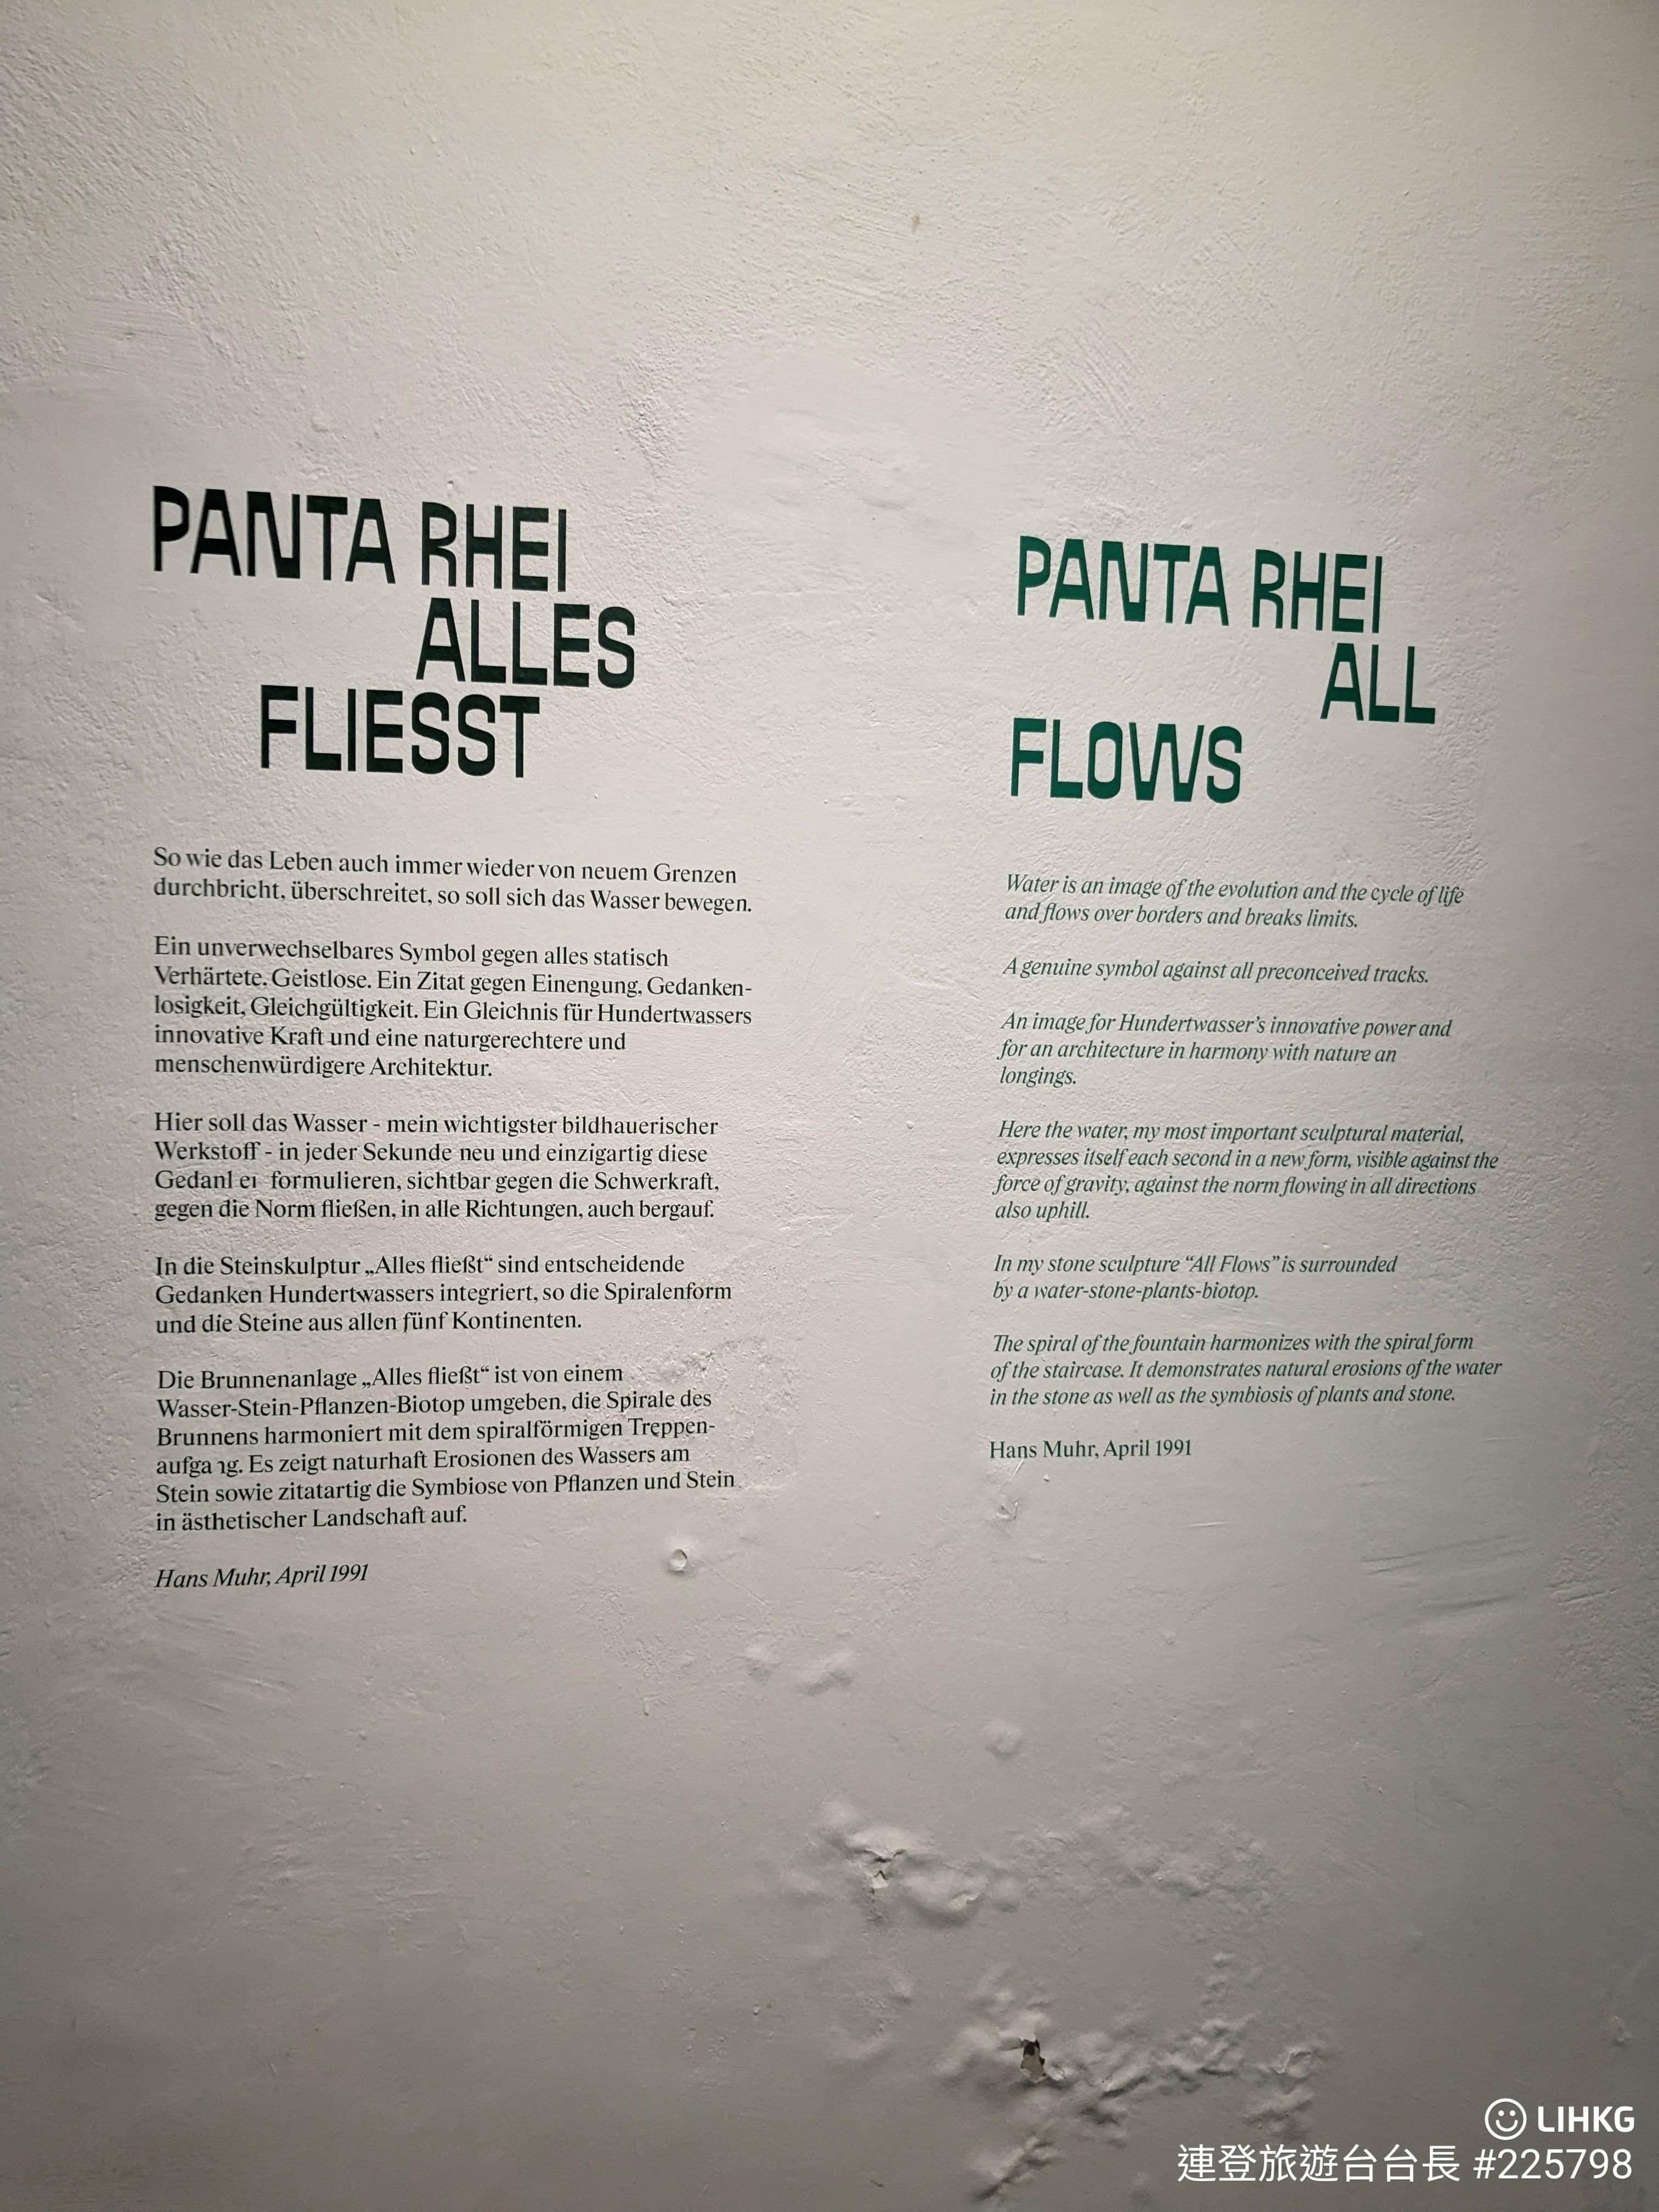 PANTA RHEI
ALLES
FLIESST
So wie das Leben auch immer wieder von neuem Grenzen
durchbricht, überschreitet, so soll sich das Wasser bewegen.
Ein unverwechselbares Symbol gegen alles statisch
Verhärtete, Geistlose. Ein Zitat gegen Einengung, Gedanken-
losigkeit, Gleichgültigkeit. Ein Gleichnis für Hundertwassers
innovative Kraft und eine naturgerechtere und
menschenwürdigere Architektur.
Hier soll das Wasser - mein wichtigster bildhauerischer
Werkstoff - in jeder Sekunde neu und einzigartig diese
Gedanl ei formulieren, sichtbar gegen die Schwerkraft,
gegen die Norm fließen, in alle Richtungen, auch bergauf.
In die Steinskulptur „Alles fließt“ sind entscheidende
Gedanken Hundertwassers integriert, so die Spiralenform
und die Steine aus allen fünf Kontinenten.
Die Brunnenanlage „Alles fließt“ ist von einem
Wasser-Stein-Pflanzen-Biotop umgeben, die Spirale des
Brunnens harmoniert mit dem spiralförmigen Treppen-
aufga ng. Es zeigt naturhaft Erosionen des Wassers am
Stein sowie zitatartig die Symbiose von Pflanzen und Stein
in ästhetischer Landschaft auf.
Hans Muhr, April 1991
PANTA RHEI
ALL
FLOWS
Water is an image of the evolution and the cycle of life
and flows over borders and breaks limits.
A genuine symbol against all preconceived tracks.
An image for Hundertwasser’s innovative power and
for an architecture in harmony with nature an
longings.
Here the water, my most important sculptural material,
expresses itself each second in a new form, visible against the
force of gravity, against the norm flowing in all directions
also uphill.
In my stone sculpture “All Flows” is surrounded
by a water-stone-plants-biotop.
The spiral of the fountain harmonizes with the spiral form
of the staircase. It demonstrates natural erosions of the water
in the stone as well as the symbiosis of plants and stone.
Hans Muhr, April 1991
LIHKG
連登旅遊台台長 #225798